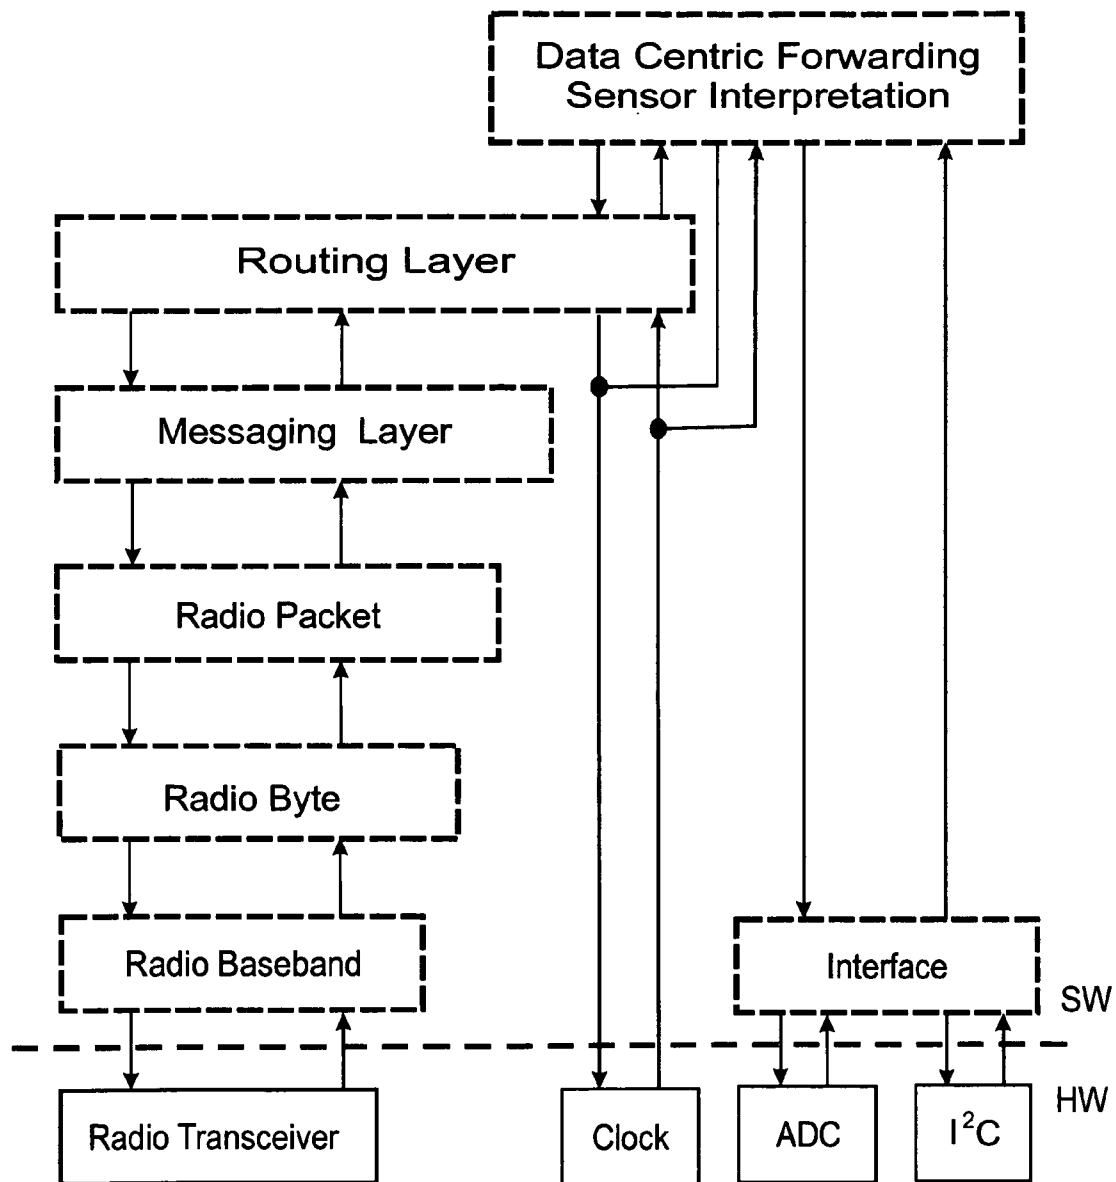 Data Centric Forwarding
Sensor Interpretation
Routing Layer
Messaging Layer
Radio Packet
Radio Byte
Radio Baseband
Interface
SW
HW
Radio Transceiver
Clock
ADC
I²C